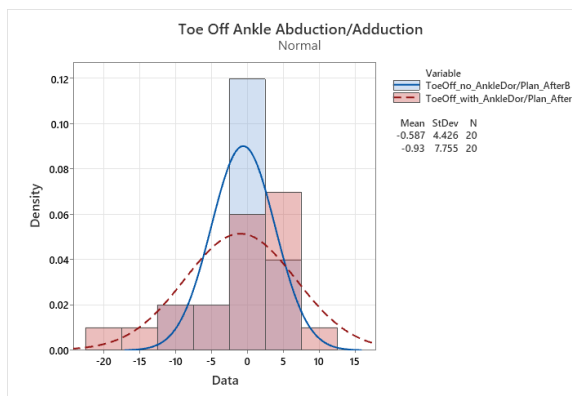 Toe Off Ankle Abduction/Adduction
Normal
Variable
ToeOff_no_AnkleDor/Plan_AfterB
ToeOff_with_AnkleDor/Plan_After
Mean StDev N
-0.587 4.426 20
-0.93 7.755 20
Density
0.12
0.10
0.08
0.06
0.04
0.02
0.00
-20 -15 -10 -5 0 5 10 15
Data